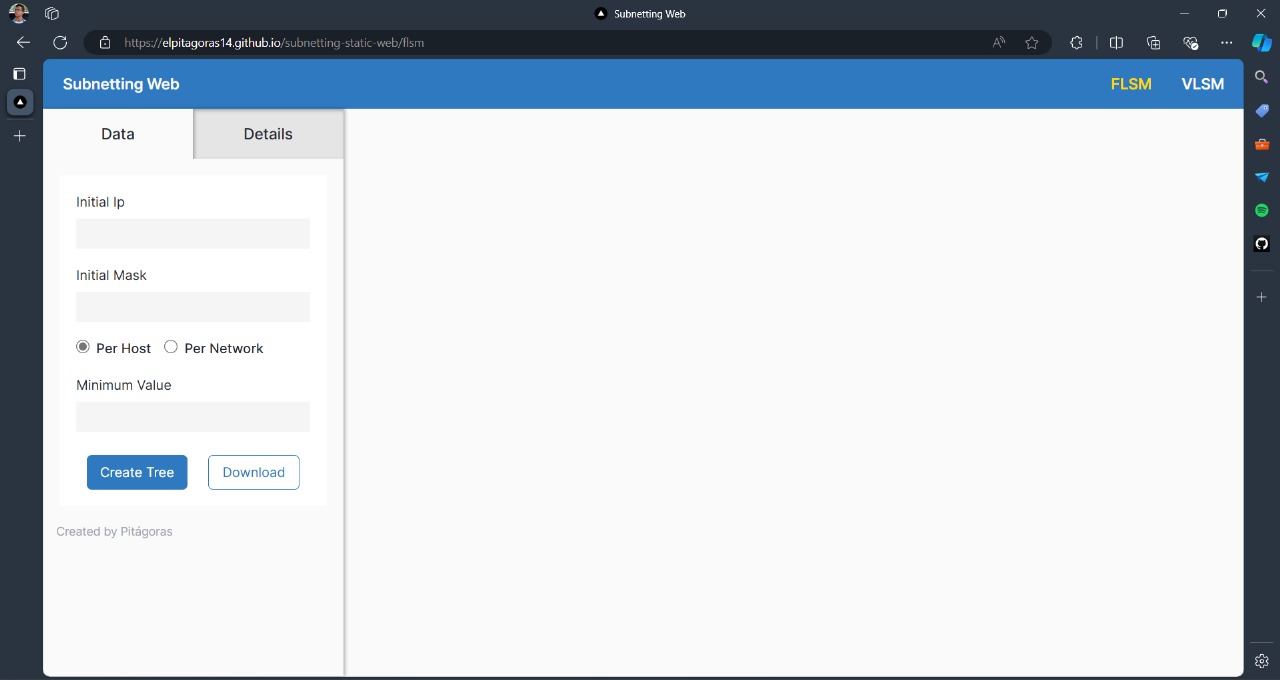 Subnetting Web
https://elpitagoras14.github.io/subnetting-static-web/flsm
Subnetting Web
FLSM
VLSM
Data
Details
Initial Ip
Initial Mask
Per Host
Per Network
Minimum Value
Create Tree
Download
Created by Pitágoras